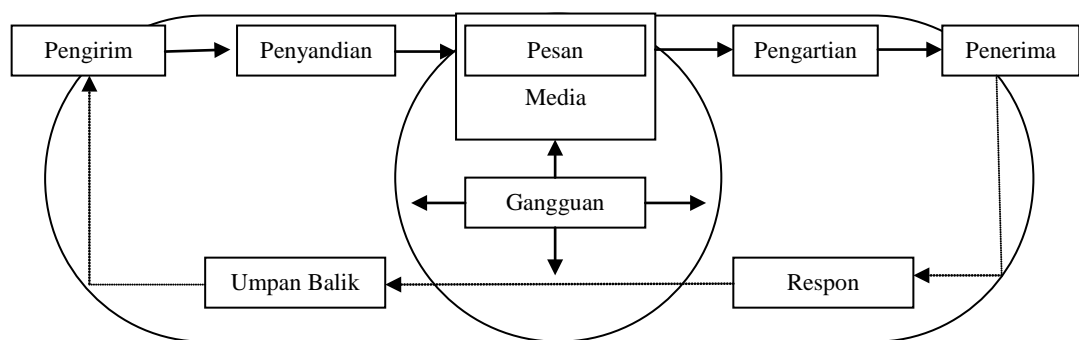 Pengirim
Penyandian
Pesan
Media
Pengartian
Penerima
Gangguan
Umpan Balik
Respon